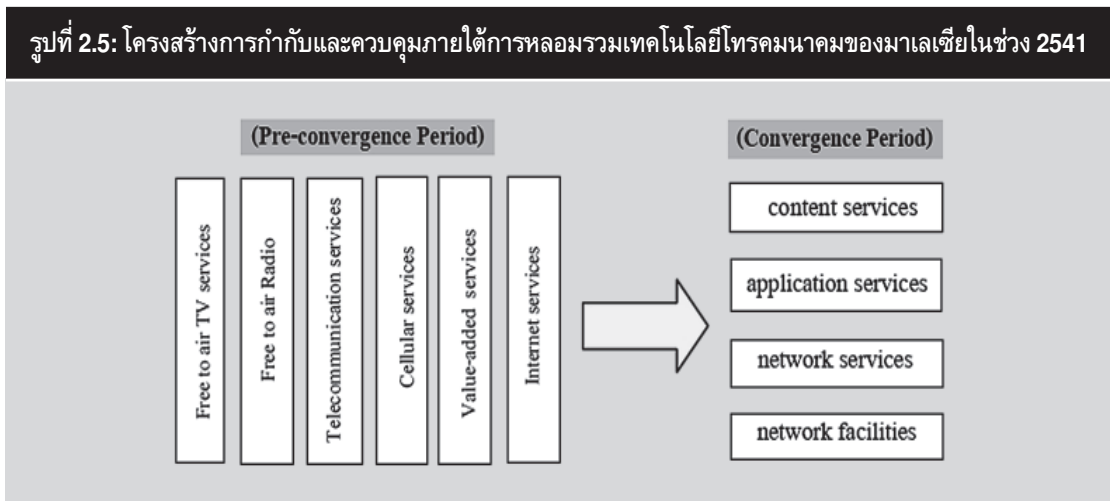 รูปที่ 2.5: โครงสร้างการกำกับและควบคุมภายใต้การหลอมรวมเทคโนโลยีโทรคมนาคมของมาเลเซียในช่วง 2541
(Pre-convergence Period)
Free to air TV services
Free to air Radio
Telecommunication services
Cellular services
Value-added services
Internet services
(Convergence Period)
content services
application services
network services
network facilities